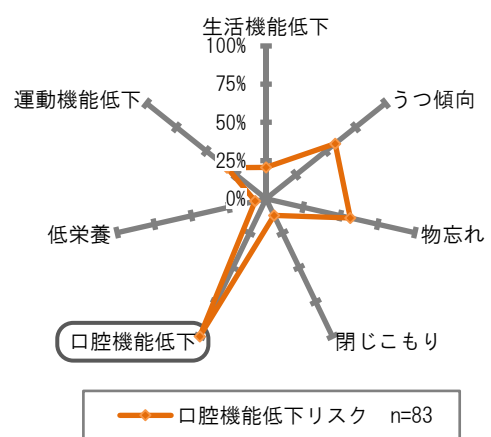 生活機能低下
100%
75%
50%
25%
0%
うつ傾向
物忘れ
閉じこもり
口腔機能低下
低栄養
運動機能低下
口腔機能低下リスク n=83